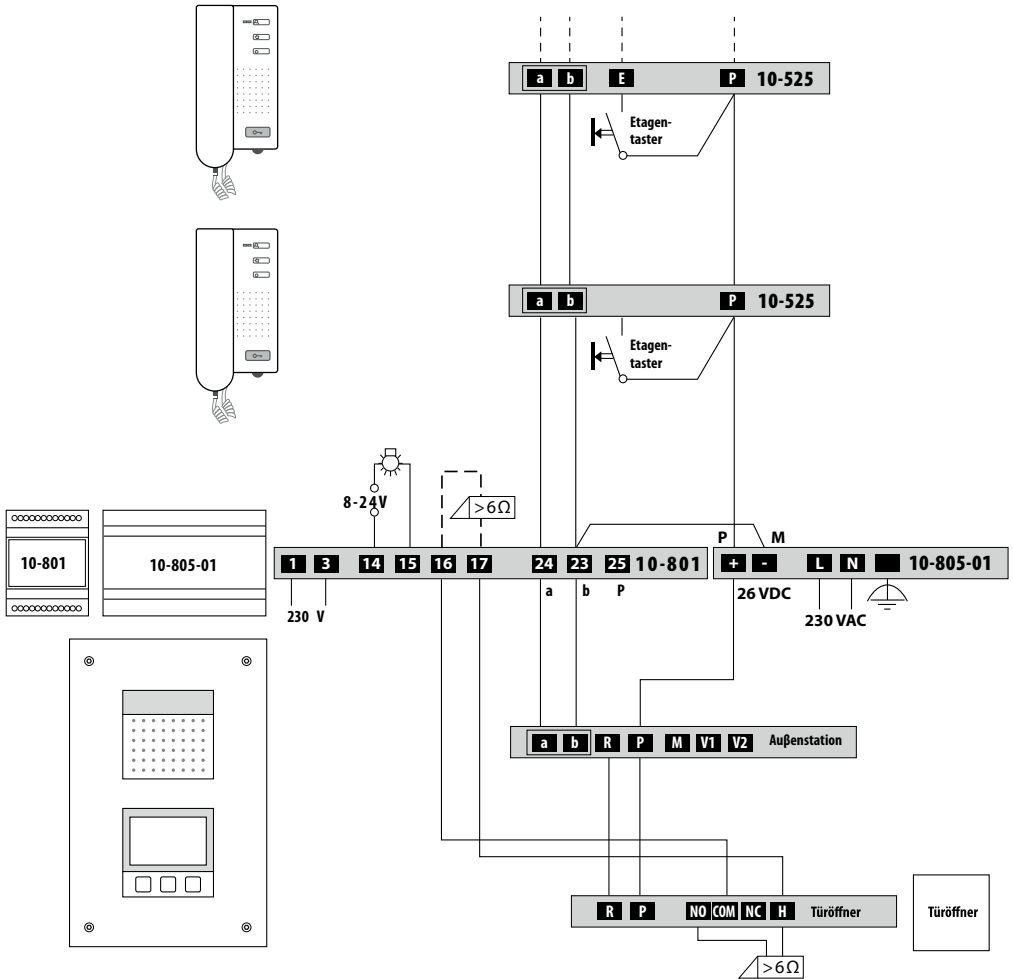 a b E P 10-525
Etagen-
taster
a b P 10-525
Etagen-
taster
8-24V
>6Ω
P M
10-801
10-805-01
1 3 14 15 16 17 24 23 25 10-801
+ - L N 10-805-01
230 V
a b P
26 VDC
230 VAC
a b R P M V1 V2 Außenstation
R P NO COM NC H Türöffner
Türöffner
>6Ω